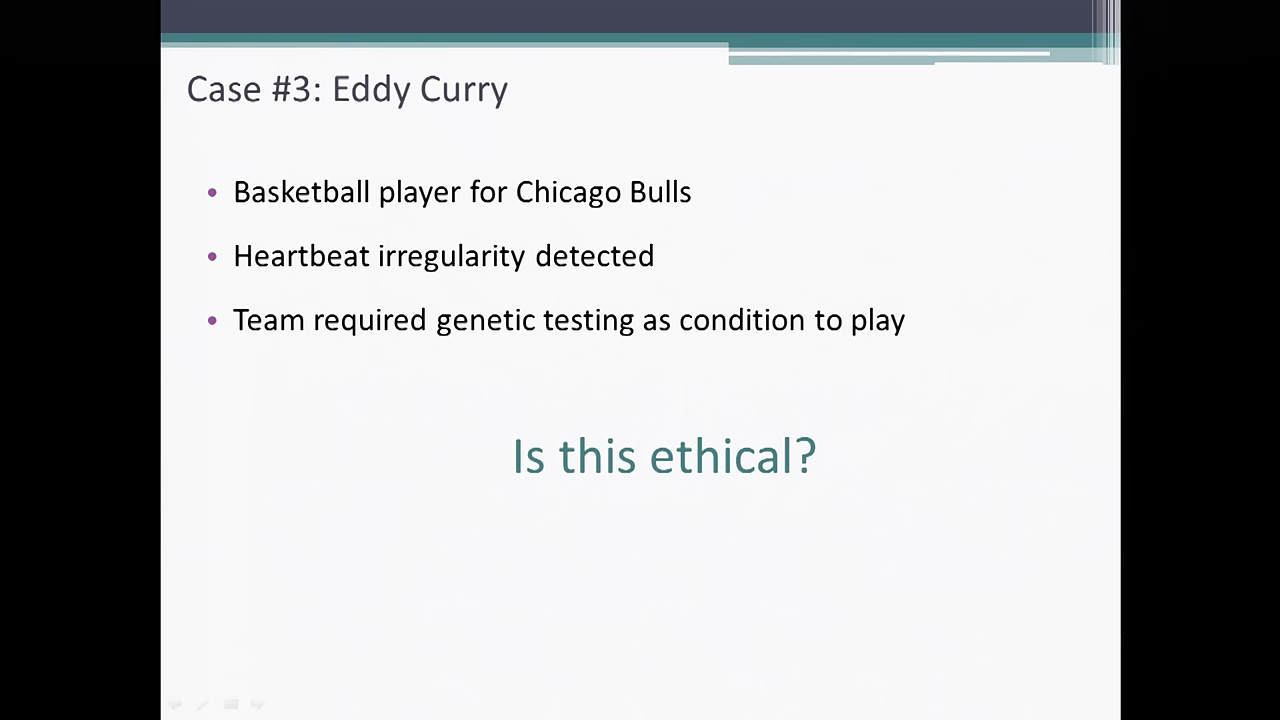 Case #3: Eddy Curry
• Basketball player for Chicago Bulls
• Heartbeat irregularity detected
• Team required genetic testing as condition to play
Is this ethical?